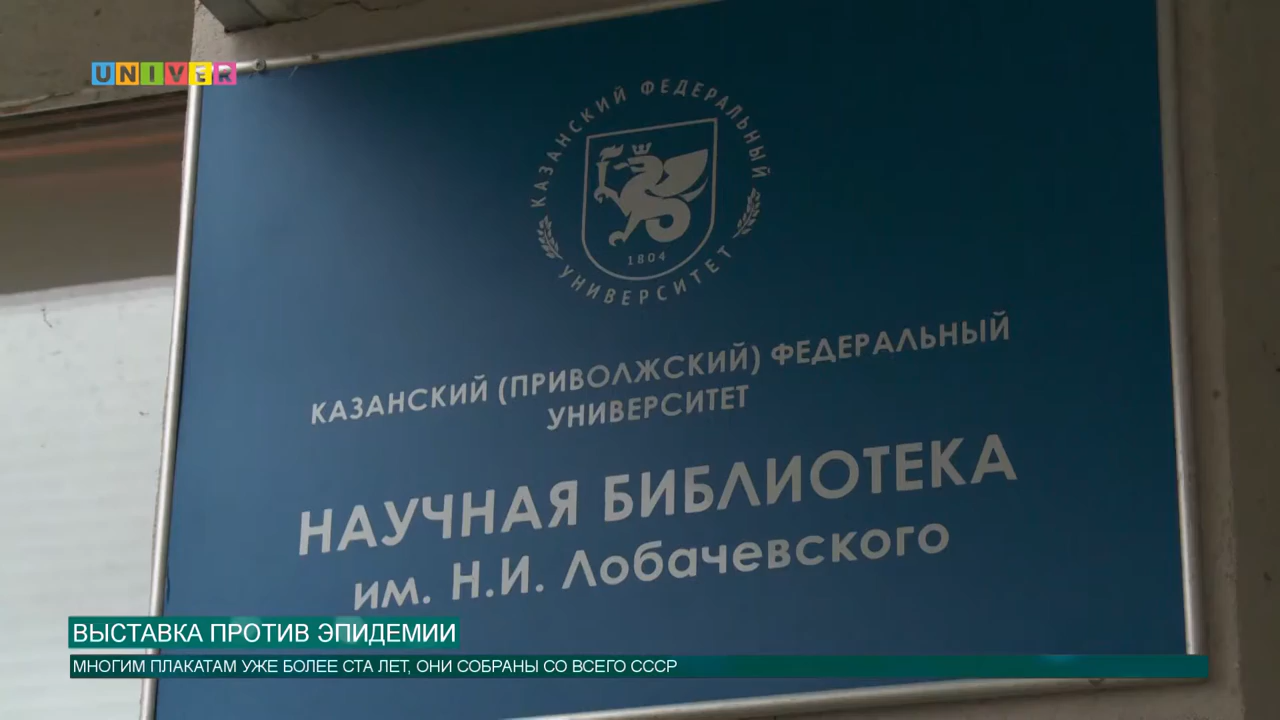 UNIVER
КАЗАНСКИЙ ФЕДЕРАЛЬНЫЙ
УНИВЕРСИТЕТ
1804
КАЗАНСКИЙ (ПРИВОЛЖСКИЙ) ФЕДЕРАЛЬНЫЙ
УНИВЕРСИТЕТ
НАУЧНАЯ БИБЛИОТЕКА
им. Н.И. Лобачевского
ВЫСТАВКА ПРОТИВ ЭПИДЕМИИ
МНОГИМ ПЛАКАТАМ УЖЕ БОЛЕЕ СТА ЛЕТ, ОНИ СОБРАНЫ СО ВСЕГО СССР